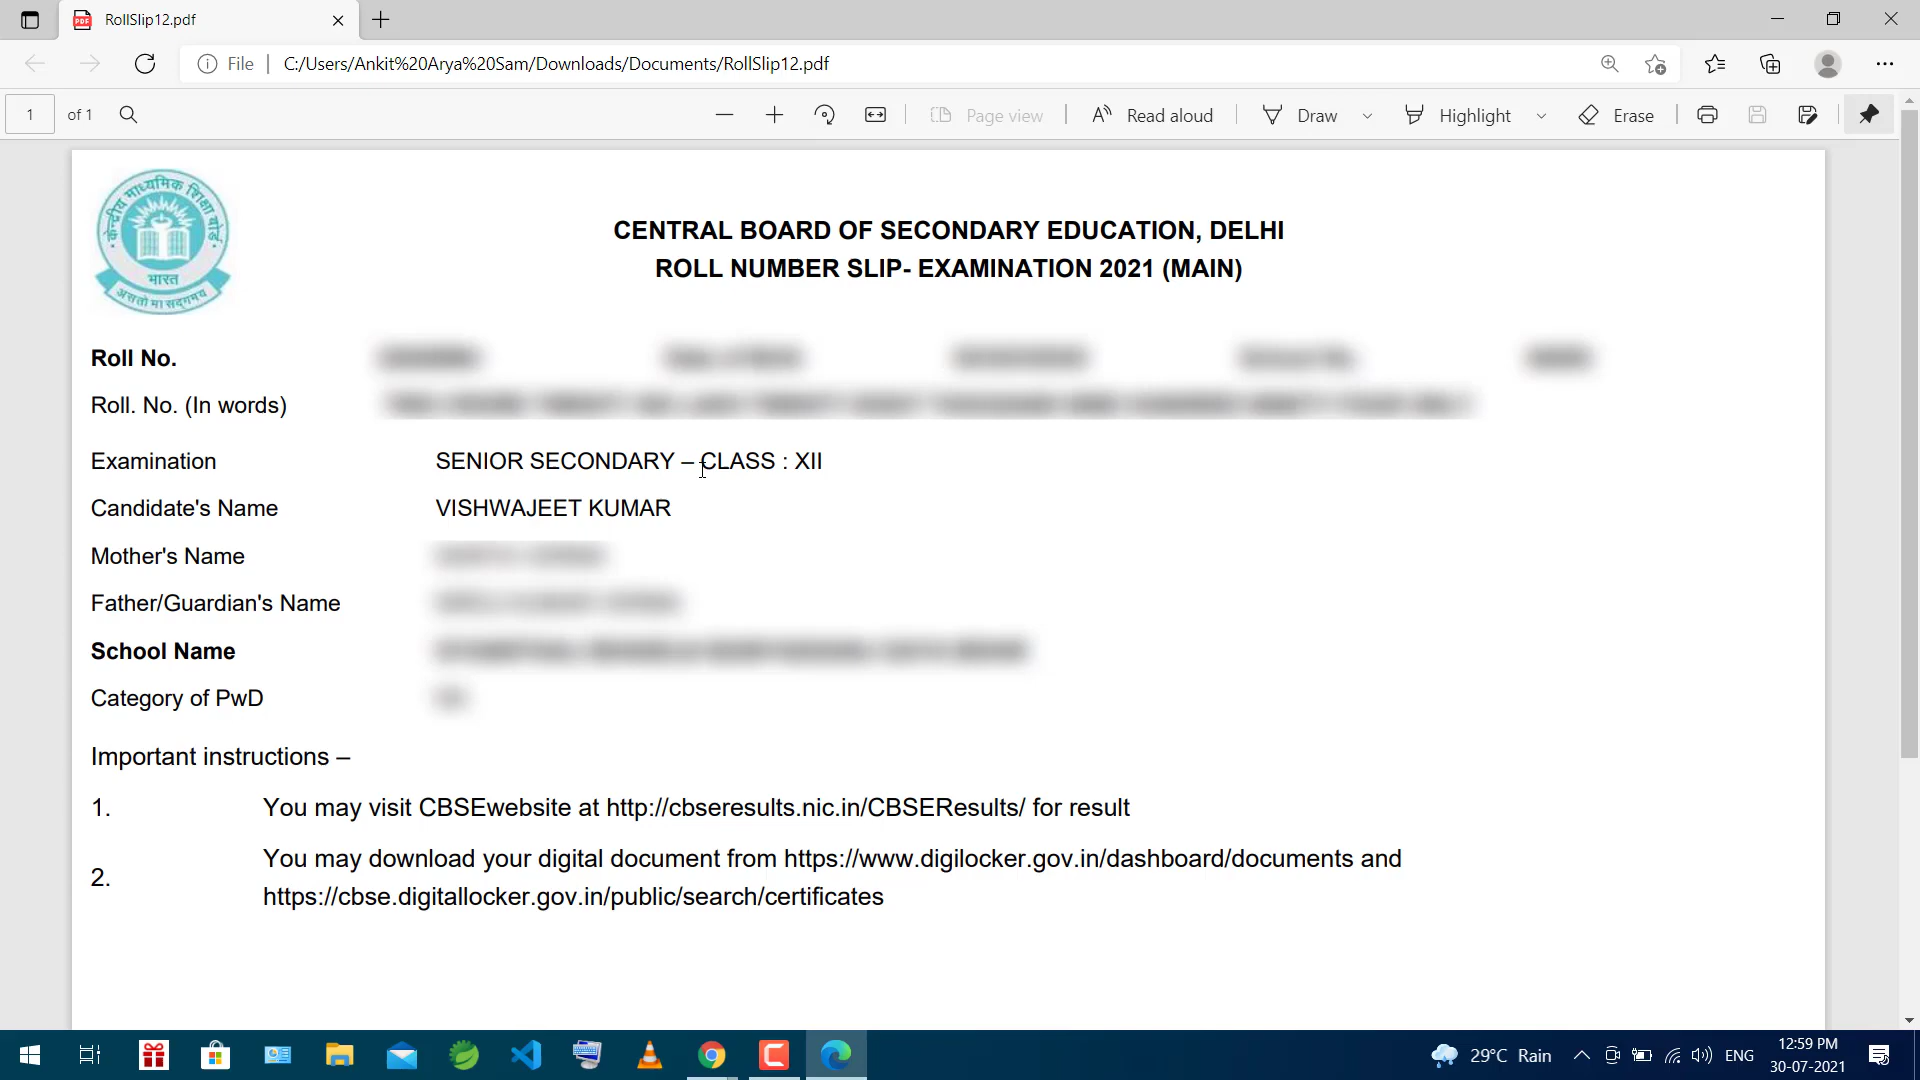 RollSlip12.pdf
File
C:/Users/Ankit%20Arya%20Sam/Downloads/Documents/RollSlip12.pdf
1 of 1
Page view
Read aloud
Draw
Highlight
Erase
केन्द्रीय माध्यमिक शिक्षा बोर्ड
भारत
असतो मा सद्गमय
CENTRAL BOARD OF SECONDARY EDUCATION, DELHI
ROLL NUMBER SLIP- EXAMINATION 2021 (MAIN)
Roll No.
Roll. No. (In words)
Examination SENIOR SECONDARY – CLASS : XII
Candidate's Name VISHWAJEET KUMAR
Mother's Name
Father/Guardian's Name
School Name
Category of PwD
Important instructions –
1. You may visit CBSEwebsite at http://cbseresults.nic.in/CBSEResults/ for result
2. You may download your digital document from https://www.digilocker.gov.in/dashboard/documents and
https://cbse.digitallocker.gov.in/public/search/certificates
29°C Rain
ENG
12:59 PM
30-07-2021